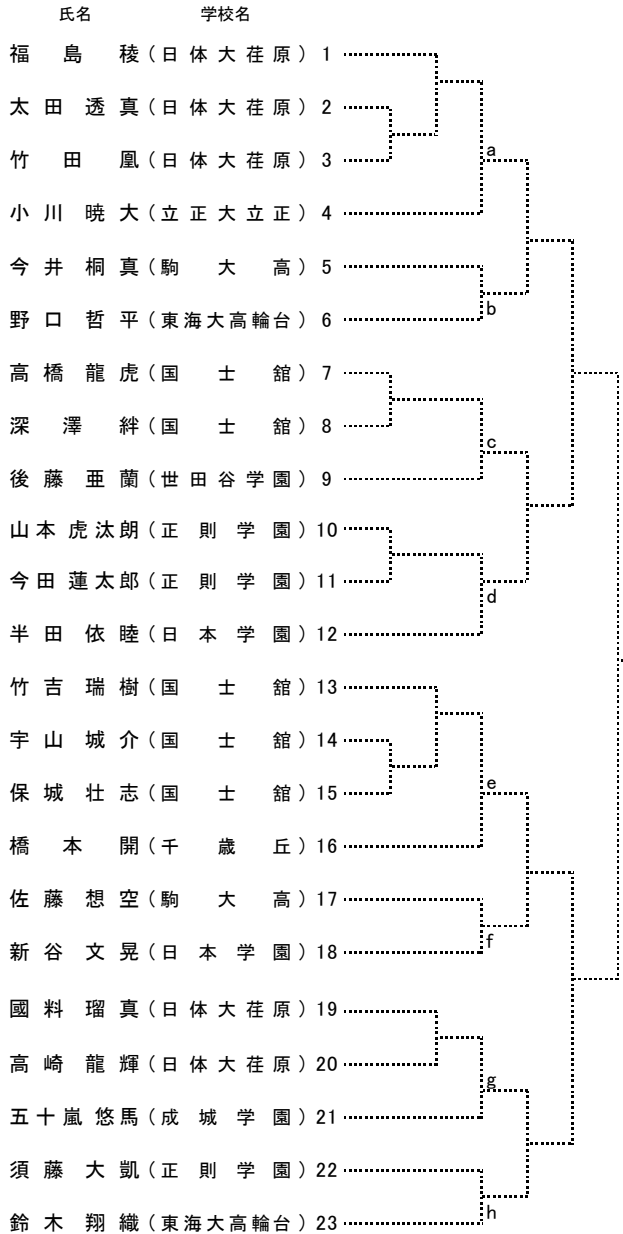 氏名 学校名
福島 稜(日体大荏原) 1
太田透真(日体大荏原) 2
竹田 凰(日体大荏原) 3
a
小川暁大(立正大立正) 4
今井桐真(駒大高) 5
b
野口哲平(東海大高輪台) 6
高橋龍虎(国士舘) 7
深澤 絆(国士舘) 8
c
後藤亜蘭(世田谷学園) 9
山本虎汰朗(正則学園) 10
今田蓮太郎(正則学園) 11
d
半田依睦(日本学園) 12
竹吉瑞樹(国士舘) 13
宇山城介(国士舘) 14
e
保城壮志(国士舘) 15
橋本 開(千歳丘) 16
佐藤想空(駒大高) 17
f
新谷文晃(日本学園) 18
國料瑠真(日体大荏原) 19
高崎龍輝(日体大荏原) 20
g
五十嵐悠馬(成城学園) 21
須藤大凱(正則学園) 22
h
鈴木翔織(東海大高輪台) 23